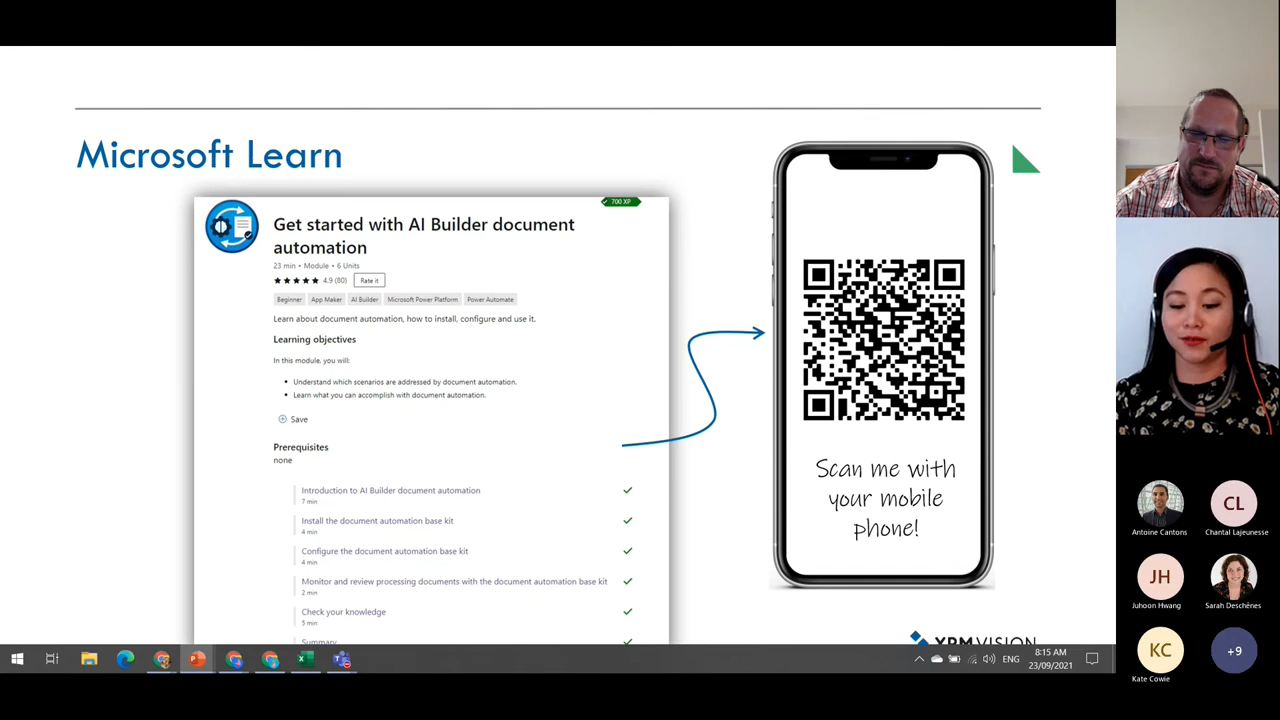 Microsoft Learn
700 XP
Get started with AI Builder document
automation
23 min • Module • 6 Units
4.9 (80)
Rate it
Beginner
App Maker
AI Builder
Microsoft Power Platform
Power Automate
Learn about document automation, how to install, configure and use it.
Learning objectives
In this module, you will:
• Understand which scenarios are addressed by document automation.
• Learn what you can accomplish with document automation.
Save
Prerequisites
none
Introduction to AI Builder document automation
7 min
Install the document automation base kit
4 min
Configure the document automation base kit
4 min
Monitor and review processing documents with the document automation base kit
2 min
Check your knowledge
5 min
Summary
Scan me with
your mobile
phone!
XRMVISION
ENG
8:15 AM
23/09/2021
Antoine Cantons
CL
Chantal Lajeunesse
JH
Juhoon Hwang
Sarah Deschênes
KC
Kate Cowie
+9